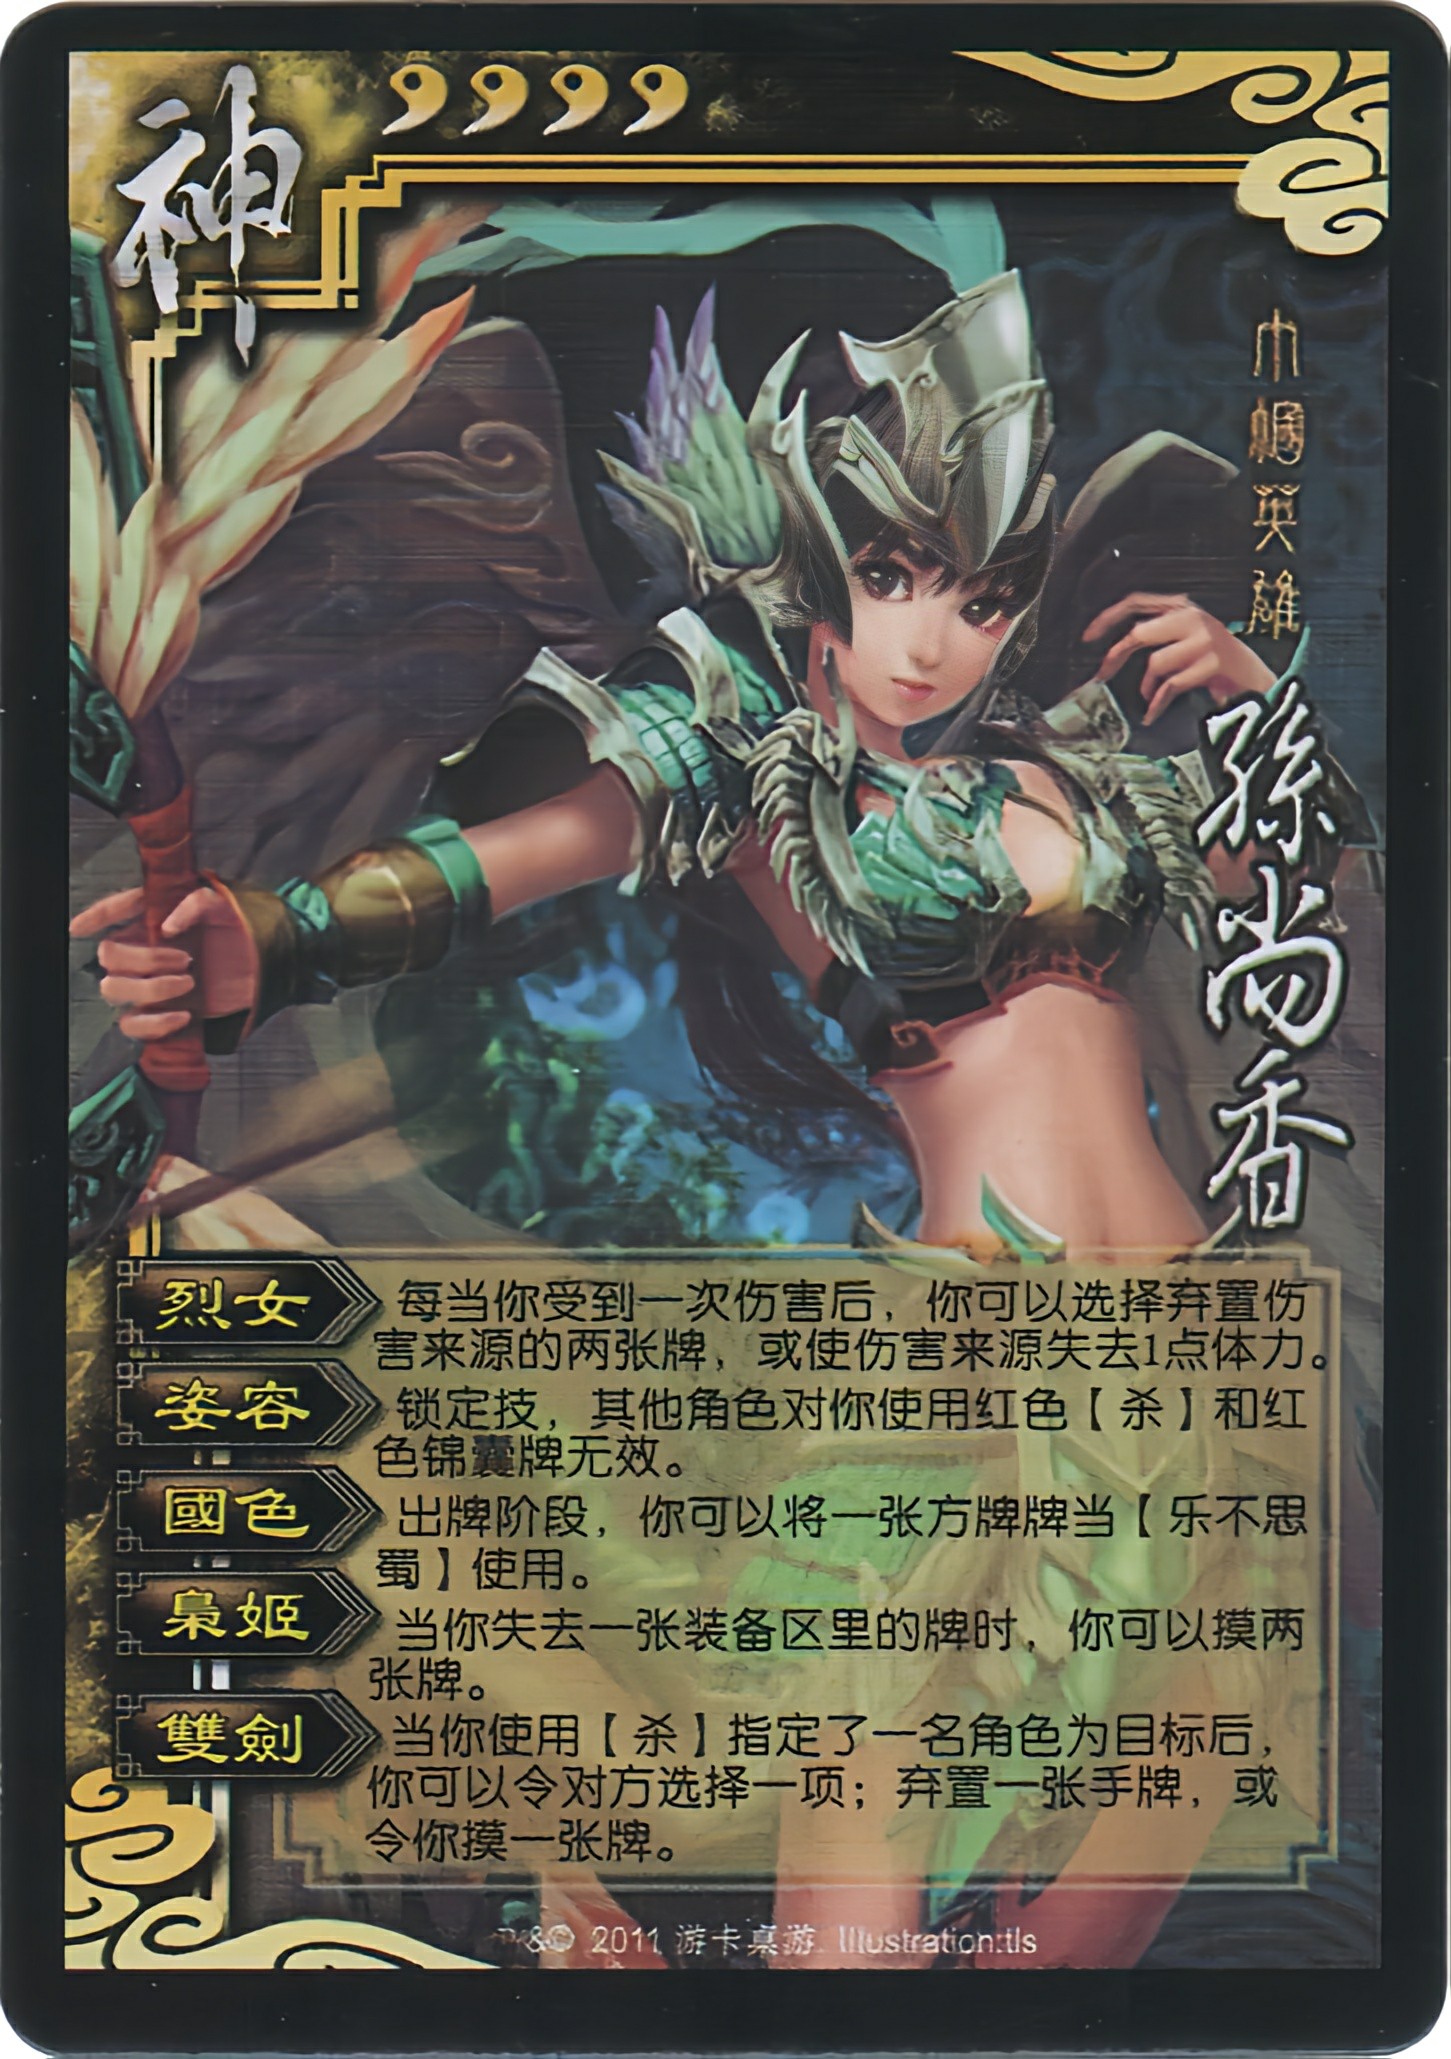 神
巾帼英雄
孫尚香
烈女
每当你受到一次伤害后，你可以选择弃置伤
害来源的两张牌，或使伤害来源失去1点体力。
姿容
锁定技，其他角色对你使用红色【杀】和红
色锦囊牌无效。
國色
出牌阶段，你可以将一张方牌牌当【乐不思
蜀】使用。
梟姬
当你失去一张装备区里的牌时，你可以摸两
张牌。
雙劍
当你使用【杀】指定了一名角色为目标后，
你可以令对方选择一项；弃置一张手牌，或
令你摸一张牌。
&© 2011 游卡桌游. Illustration:tls